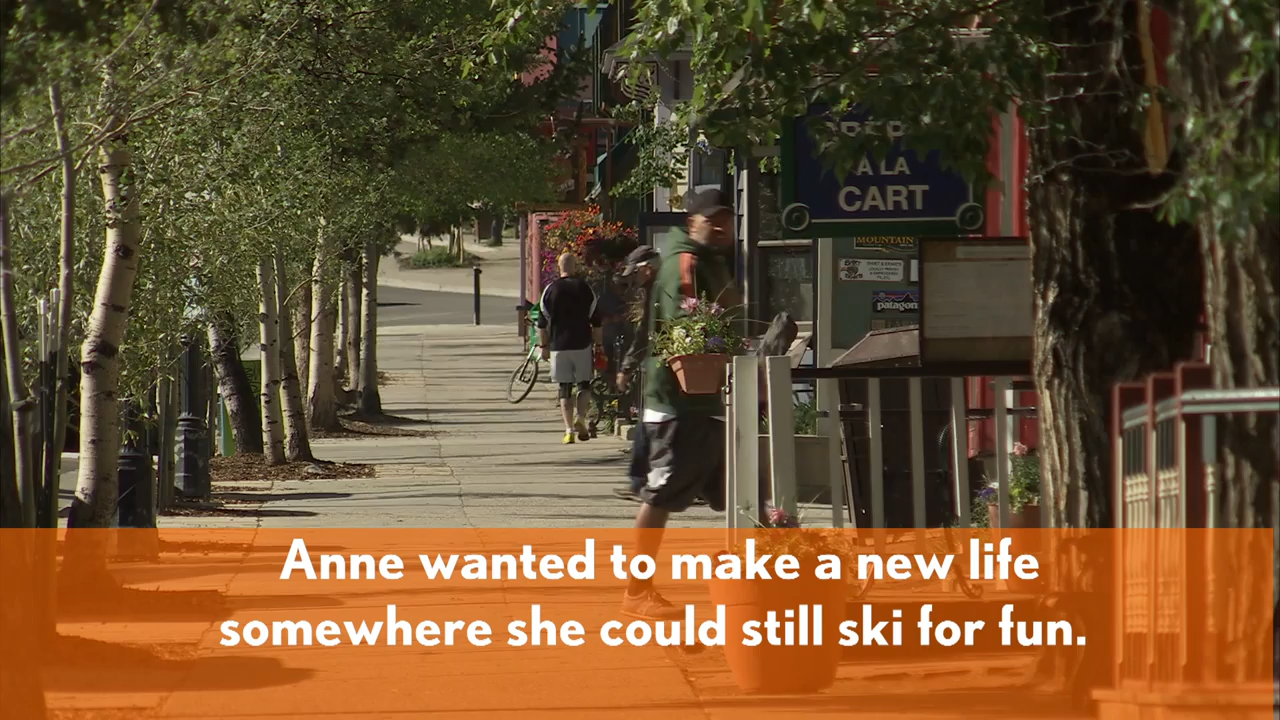 A LA
CART
MOUNTAIN
patagonia
Anne wanted to make a new life
somewhere she could still ski for fun.